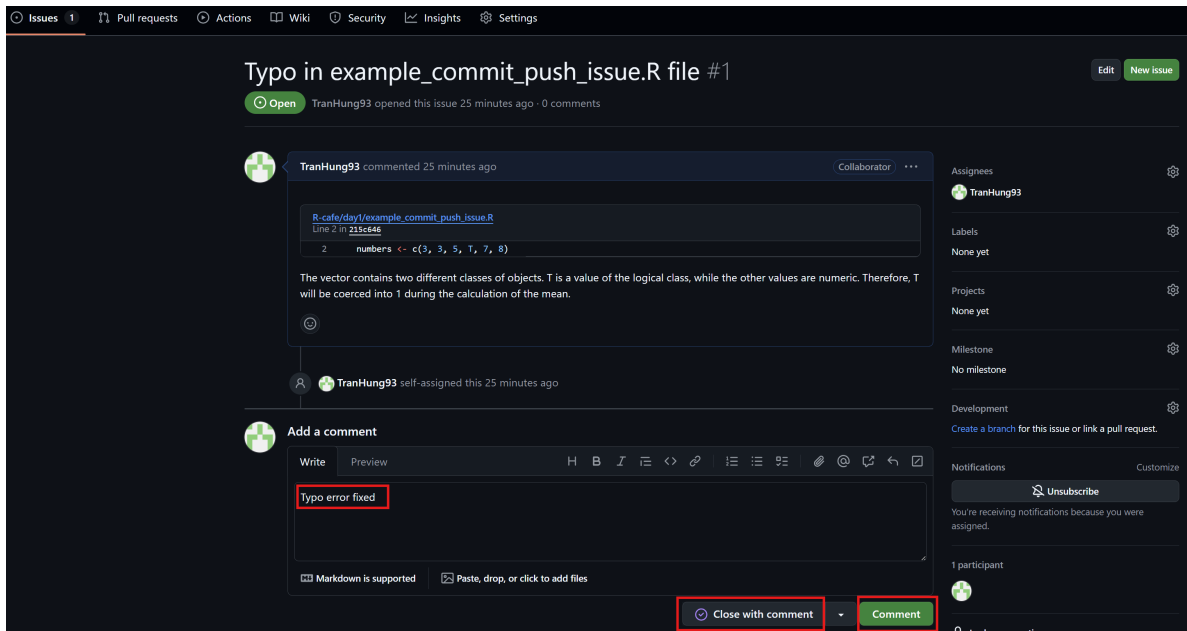 Issues 1 Pull requests Actions Wiki Security Insights Settings
Typo in example_commit_push_issue.R file #1
Edit New issue
Open TranHung93 opened this issue 25 minutes ago · 0 comments
TranHung93 commented 25 minutes ago Collaborator
R-cafe/day1/example_commit_push_issue.R
Line 2 in 215c646
2 numbers <- c(3, 3, 5, T, 7, 8)
The vector contains two different classes of objects. T is a value of the logical class, while the other values are numeric. Therefore, T
will be coerced into 1 during the calculation of the mean.
TranHung93 self-assigned this 25 minutes ago
Add a comment
Write Preview
Typo error fixed
Markdown is supported Paste, drop, or click to add files
Close with comment Comment
Assignees
TranHung93
Labels
None yet
Projects
None yet
Milestone
No milestone
Development
Create a branch for this issue or link a pull request.
Notifications Customize
Unsubscribe
You're receiving notifications because you were
assigned.
1 participant